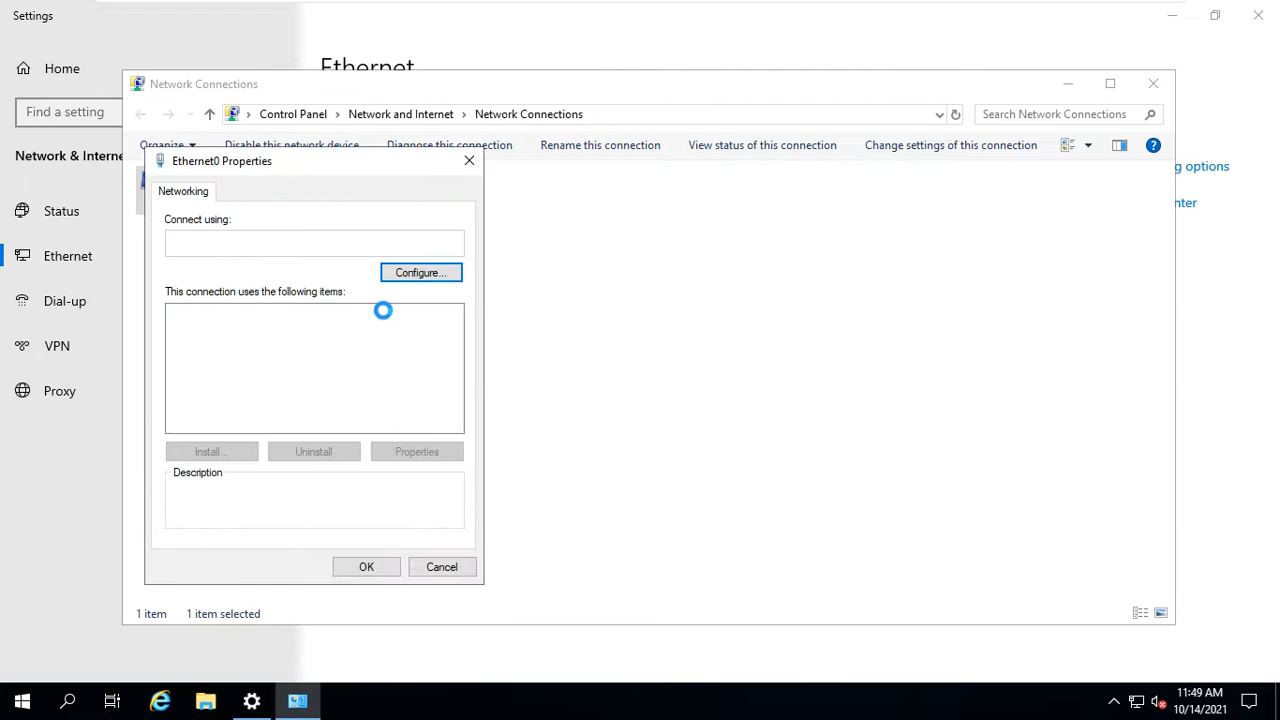 Settings
Home
Find a setting
Network & Interne
Status
Ethernet
Dial-up
VPN
Proxy
Ethernet
Network Connections
Control Panel
Network and Internet
Network Connections
Search Network Connections
Organize
Disable this network device
Diagnose this connection
Rename this connection
View status of this connection
Change settings of this connection
g options
nter
Ethernet0 Properties
Networking
Connect using:
Configure...
This connection uses the following items:
Install...
Uninstall
Properties
Description
OK
Cancel
1 item
1 item selected
11:49 AM
10/14/2021